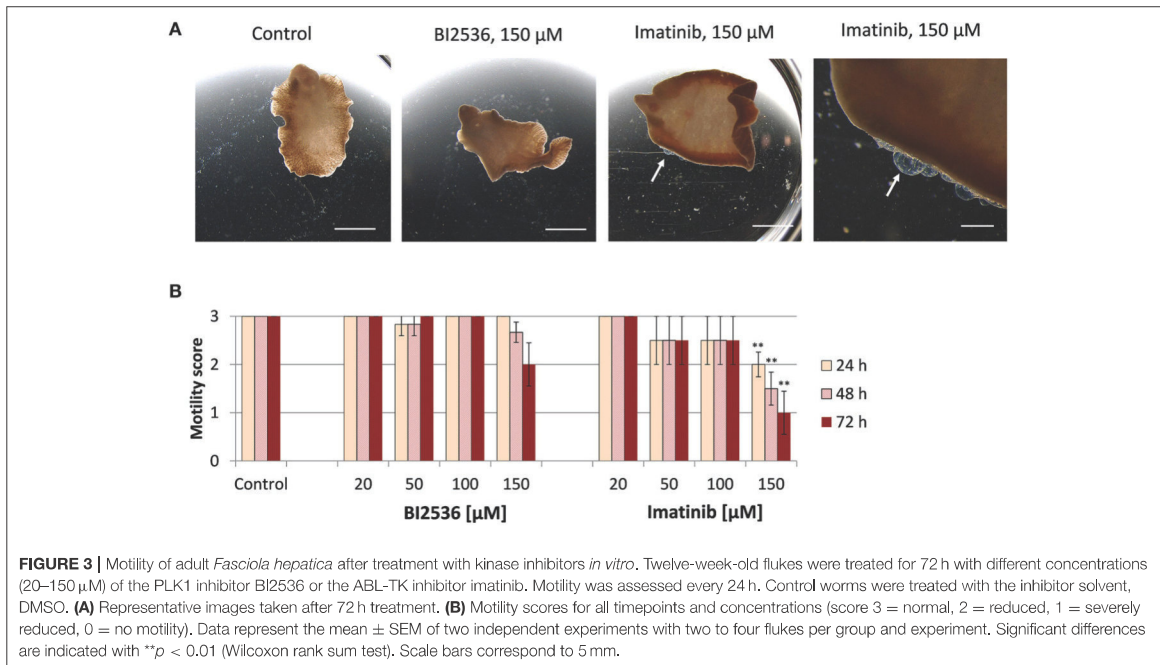 A
Control
BI2536, 150 µM
Imatinib, 150 µM
Imatinib, 150 µM
B
Motility score
3
2
1
0
** ** **
24 h
48 h
72 h
Control 20 50 100 150 20 50 100 150
BI2536 [µM] Imatinib [µM]
FIGURE 3 | Motility of adult Fasciola hepatica after treatment with kinase inhibitors in vitro. Twelve-week-old flukes were treated for 72 h with different concentrations
(20–150 µM) of the PLK1 inhibitor BI2536 or the ABL-TK inhibitor imatinib. Motility was assessed every 24 h. Control worms were treated with the inhibitor solvent,
DMSO. (A) Representative images taken after 72 h treatment. (B) Motility scores for all timepoints and concentrations (score 3 = normal, 2 = reduced, 1 = severely
reduced, 0 = no motility). Data represent the mean ± SEM of two independent experiments with two to four flukes per group and experiment. Significant differences
are indicated with **p < 0.01 (Wilcoxon rank sum test). Scale bars correspond to 5 mm.